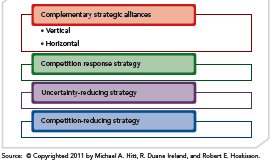 Complementary strategic alliances
• Vertical
• Horizontal
Competition response strategy
Uncertainty-reducing strategy
Competition-reducing strategy
Source: © Copyrighted 2011 by Michael A. Hitt, R. Duane Ireland, and Robert E. Hoskisson.